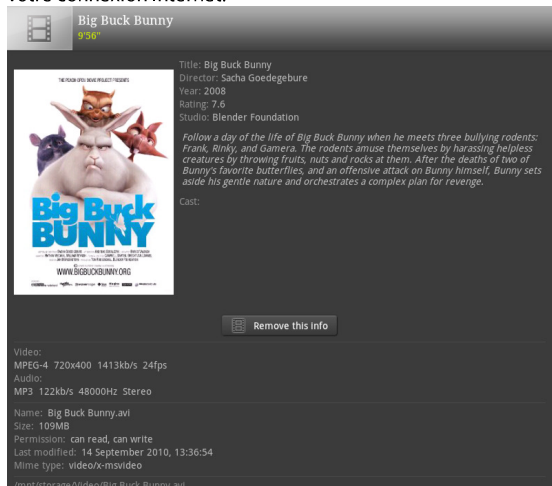 votre connexion Internet.
Big Buck Bunny
9'56"
THE PEACH OPEN MOVIE PROJECT PRESENTS
Big Buck
BUNNY
WWW.BIGBUCKBUNNY.ORG
Title: Big Buck Bunny
Director: Sacha Goedegebure
Year: 2008
Rating: 7.6
Studio: Blender Foundation
Follow a day of the life of Big Buck Bunny when he meets three bullying rodents:
Frank, Rinky, and Gamera. The rodents amuse themselves by harassing helpless
creatures by throwing fruits, nuts and rocks at them. After the deaths of two of
Bunny's favorite butterflies, and an offensive attack on Bunny himself, Bunny sets
aside his gentle nature and orchestrates a complex plan for revenge.
Cast:
Remove this info
Video:
MPEG-4 720x400 1413kb/s 24fps
Audio:
MP3 122kb/s 48000Hz Stereo
Name: Big Buck Bunny.avi
Size: 109MB
Permission: can read, can write
Last modified: 14 September 2010, 13:36:54
Mime type: video/x-msvideo
/mnt/storage/Video/Big Buck Bunny.avi